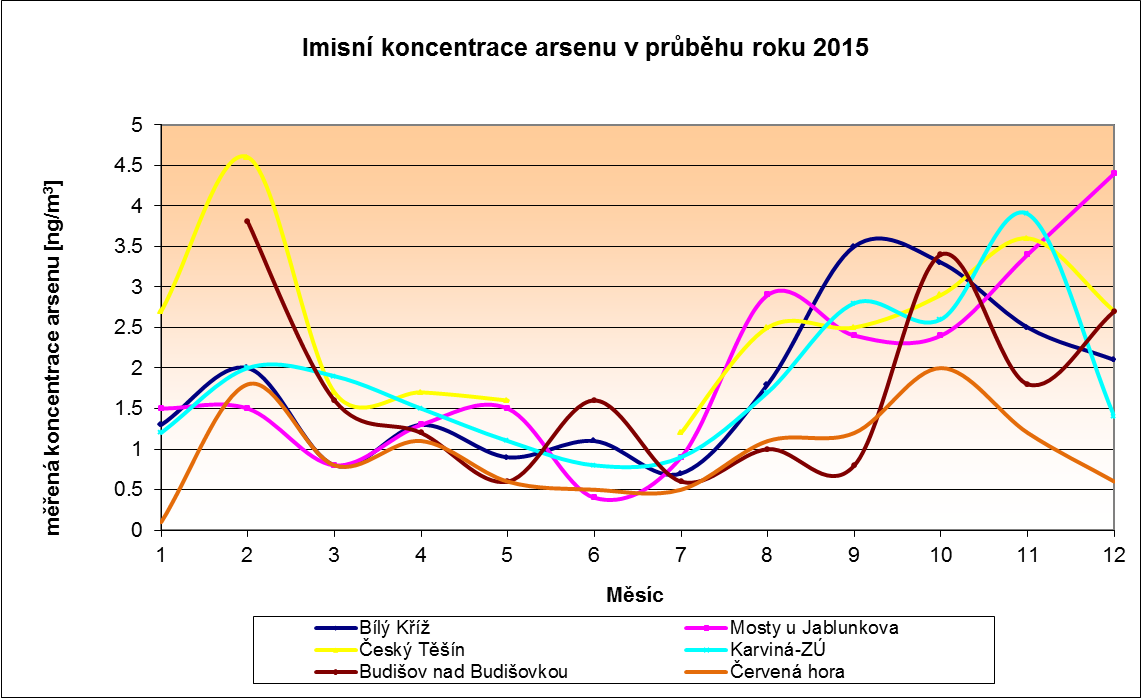 Imisní koncentrace arsenu v průběhu roku 2015
měřená koncentrace arsenu [ng/m³]
5
4.5
4
3.5
3
2.5
2
1.5
1
0.5
0
1 2 3 4 5 6 7 8 9 10 11 12
Měsíc
Bílý Kříž Mosty u Jablunkova
Český Těšín Karviná-ZÚ
Budišov nad Budišovkou Červená hora